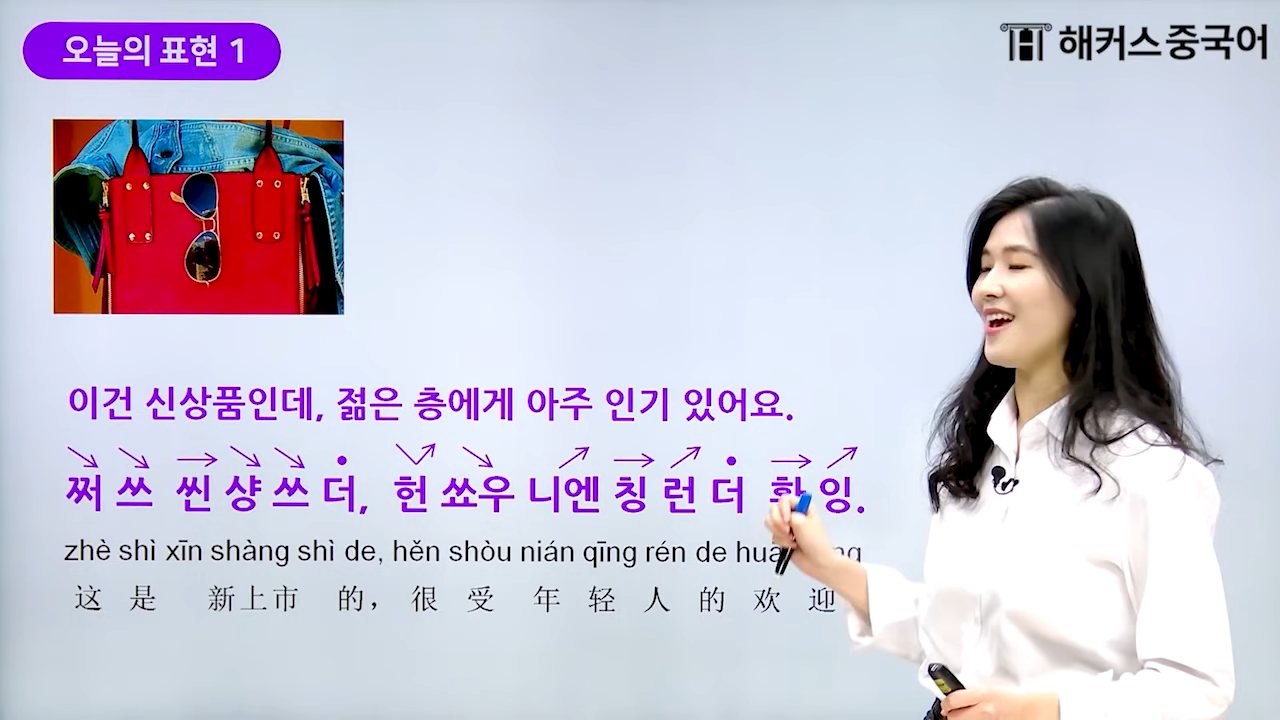 오늘의 표현 1
해커스중국어
이건 신상품인데, 젊은 층에게 아주 인기 있어요.
쪄 쓰 씬 샹 쓰 더, 헌 쑈우 니엔 칭 런 더 잉.
zhè shì xīn shàng shì de, hěn shòu nián qīng rén de
这 是 新上市 的，很 受 年 轻 人 的 欢 迎